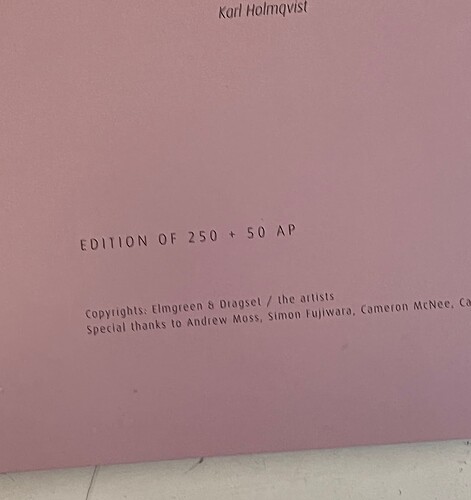 Karl Holmqvist
EDITION OF 250 + 50 AP
Copyrights: Elmgreen & Dragset / the artists
Special thanks to Andrew Moss, Simon Fujiwara, Cameron McNee, Ca